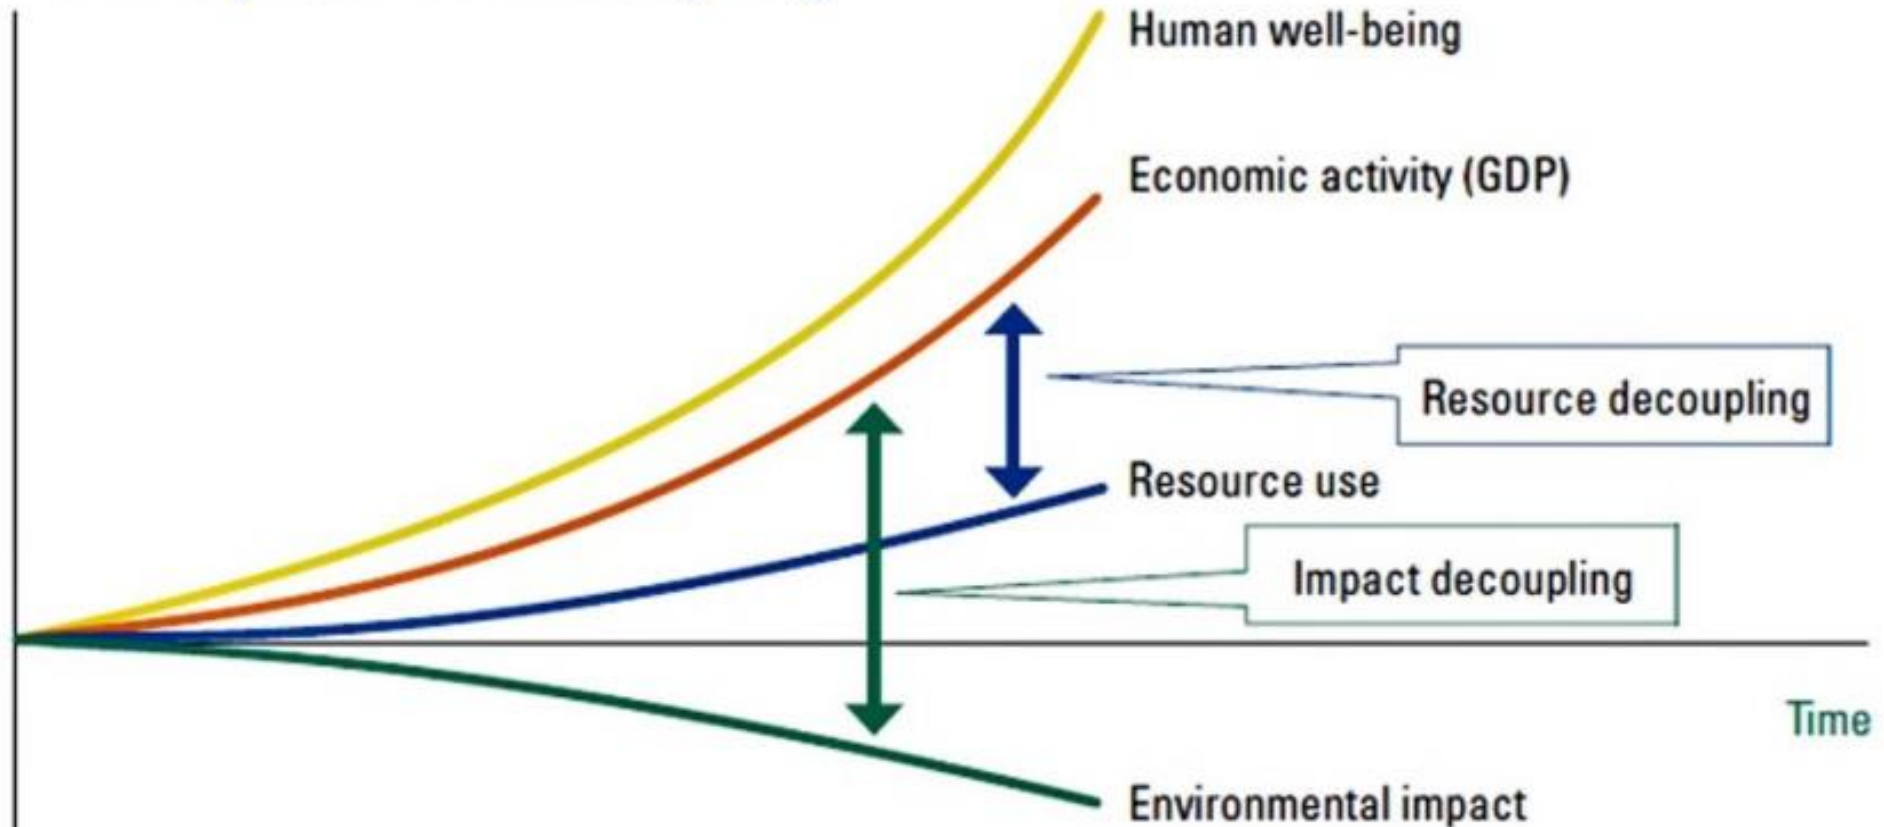 Human well-being
Economic activity (GDP)
Resource decoupling
Resource use
Impact decoupling
Time
Environmental impact